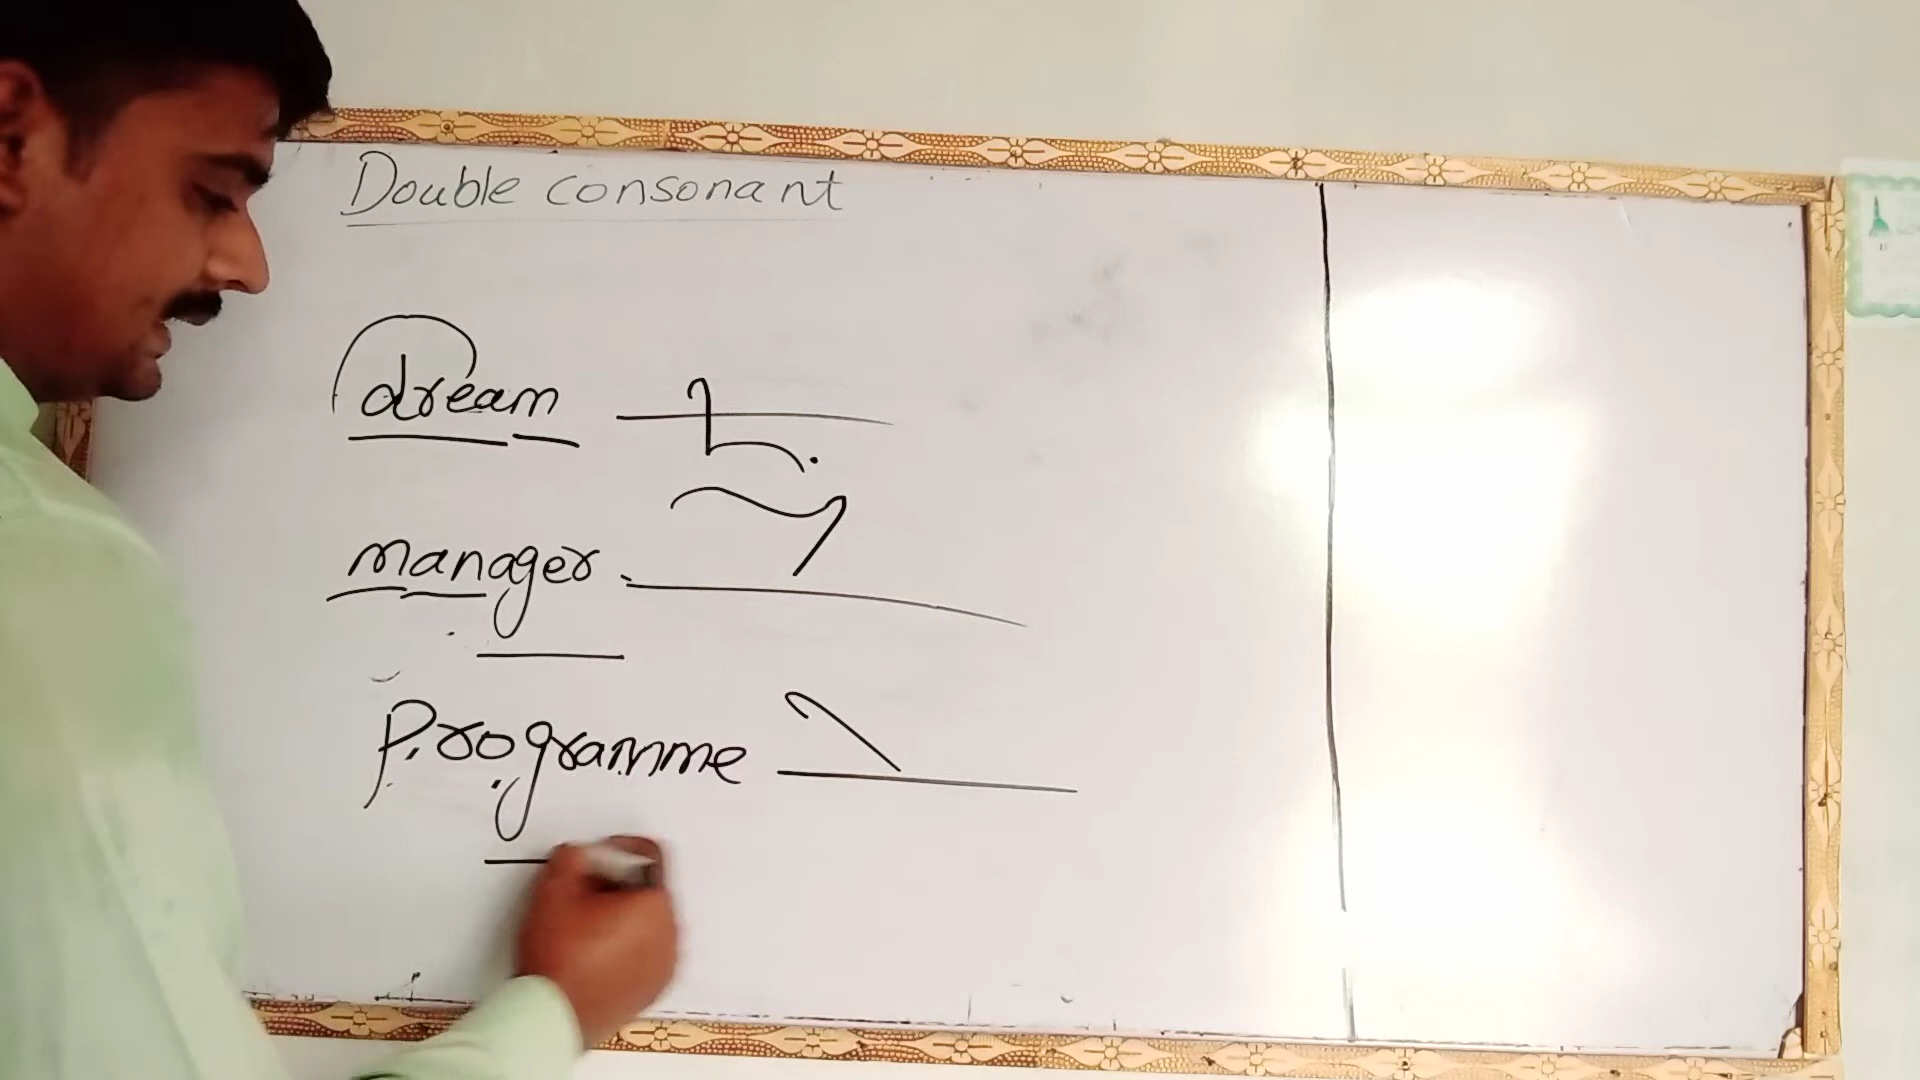 Double consonant
dream
manager
Programme